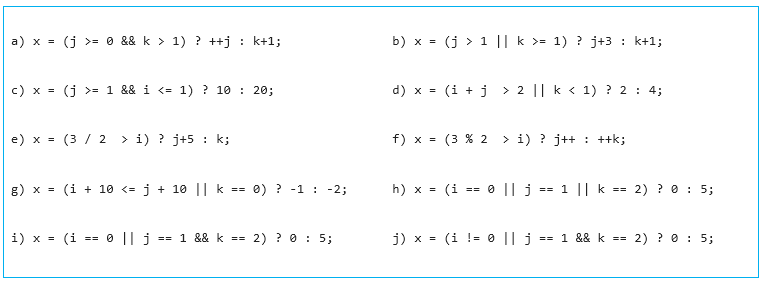 a) x = (j >= 0 && k > 1) ? ++j : k+1; b) x = (j > 1 || k >= 1) ? j+3 : k+1;
c) x = (j >= 1 && i <= 1) ? 10 : 20; d) x = (i + j > 2 || k < 1) ? 2 : 4;
e) x = (3 / 2 > i) ? j+5 : k; f) x = (3 % 2 > i) ? j++ : ++k;
g) x = (i + 10 <= j + 10 || k == 0) ? -1 : -2; h) x = (i == 0 || j == 1 || k == 2) ? 0 : 5;
i) x = (i == 0 || j == 1 && k == 2) ? 0 : 5; j) x = (i != 0 || j == 1 && k == 2) ? 0 : 5;